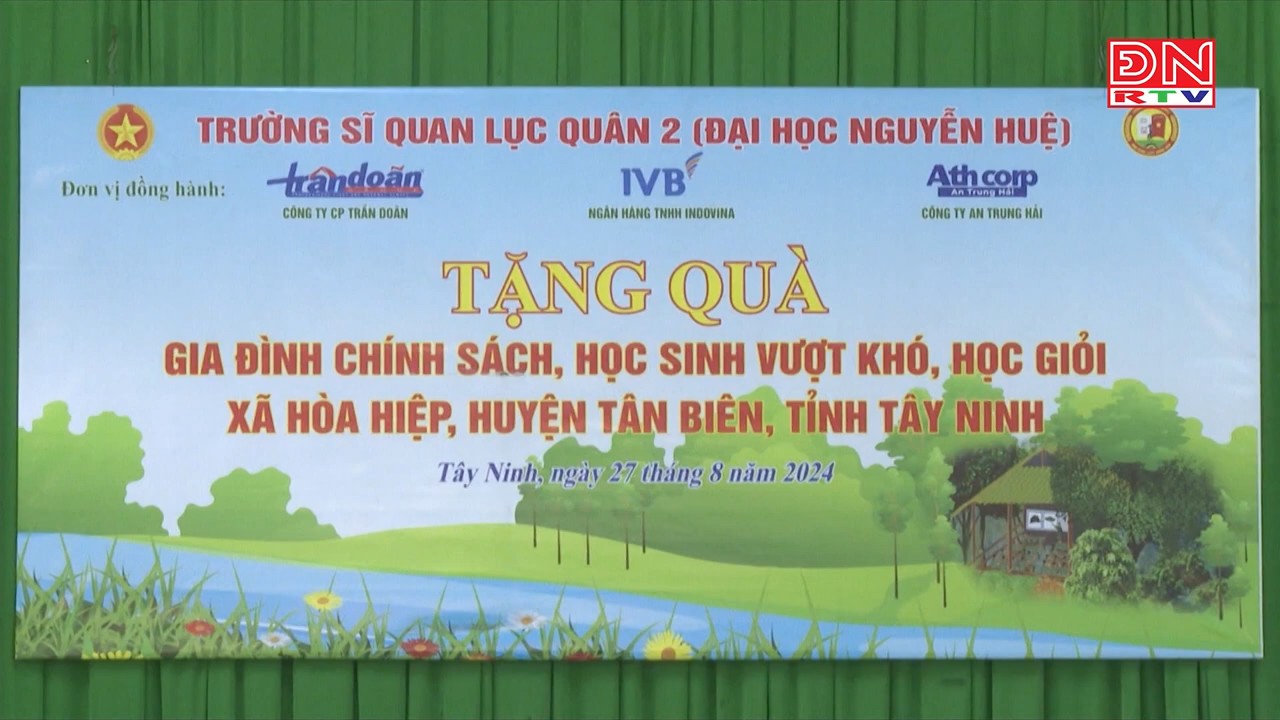 ĐN
RTV
TRƯỜNG SĨ QUAN LỤC QUÂN 2 (ĐẠI HỌC NGUYỄN HUỆ)
Đơn vị đồng hành:
trandoãn
IVB
Ath corp
An Trung Hải
CÔNG TY CP TRẦN DOÃN
NGÂN HÀNG TNHH INDOVINA
CÔNG TY AN TRUNG HẢI
TẶNG QUÀ
GIA ĐÌNH CHÍNH SÁCH, HỌC SINH VƯỢT KHÓ, HỌC GIỎI
XÃ HÒA HIỆP, HUYỆN TÂN BIÊN, TỈNH TÂY NINH
Tây Ninh, ngày 27 tháng 8 năm 2024